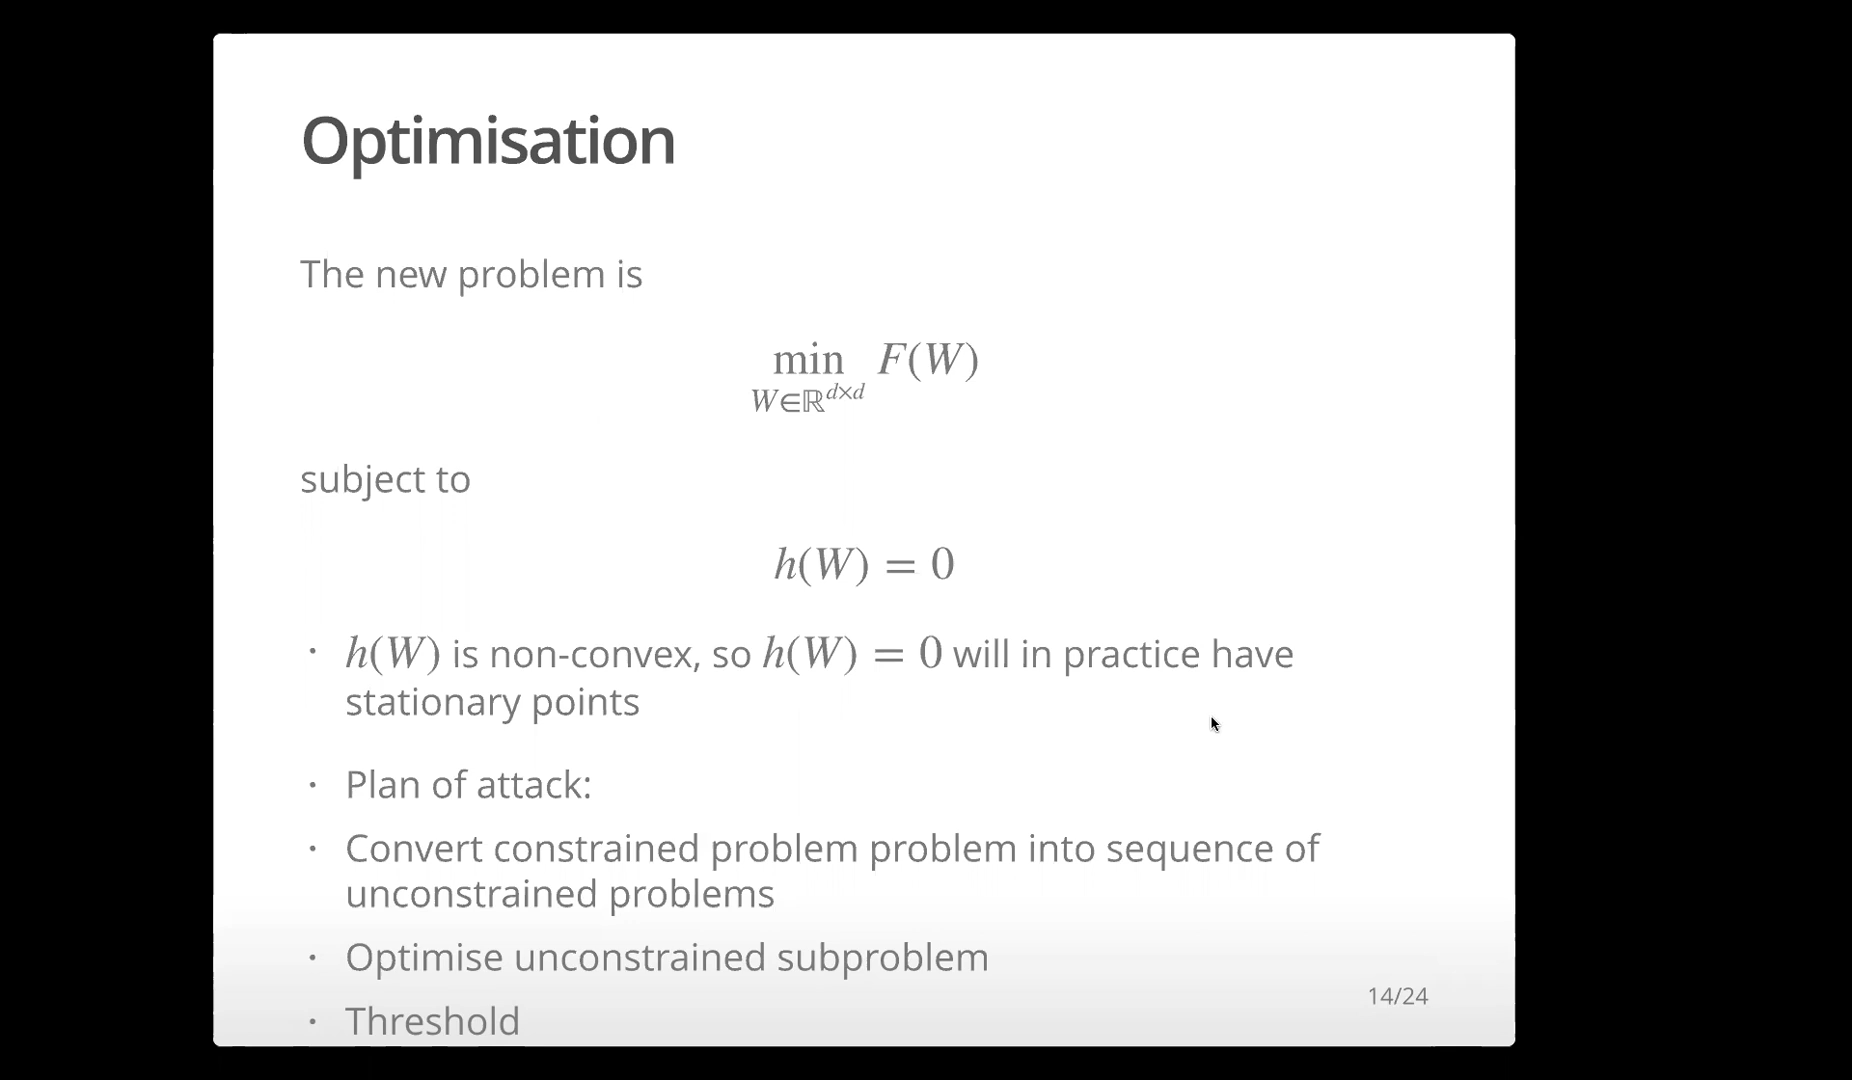 Optimisation
The new problem is
min F(W)
W∈ℝ^{d×d}
subject to
h(W) = 0
· h(W) is non-convex, so h(W) = 0 will in practice have
stationary points
· Plan of attack:
· Convert constrained problem problem into sequence of
unconstrained problems
· Optimise unconstrained subproblem
14/24
· Threshold